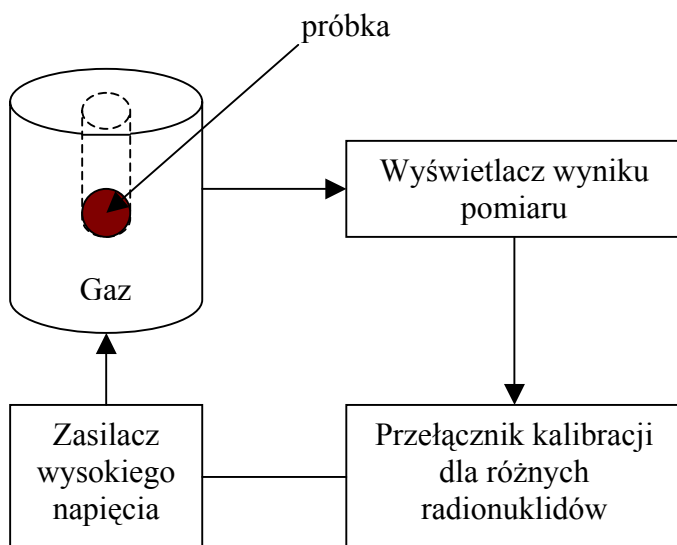 próbka
Wyświetlacz wyniku
pomiaru
Gaz
Zasilacz
wysokiego
napięcia
Przełącznik kalibracji
dla różnych
radionuklidów